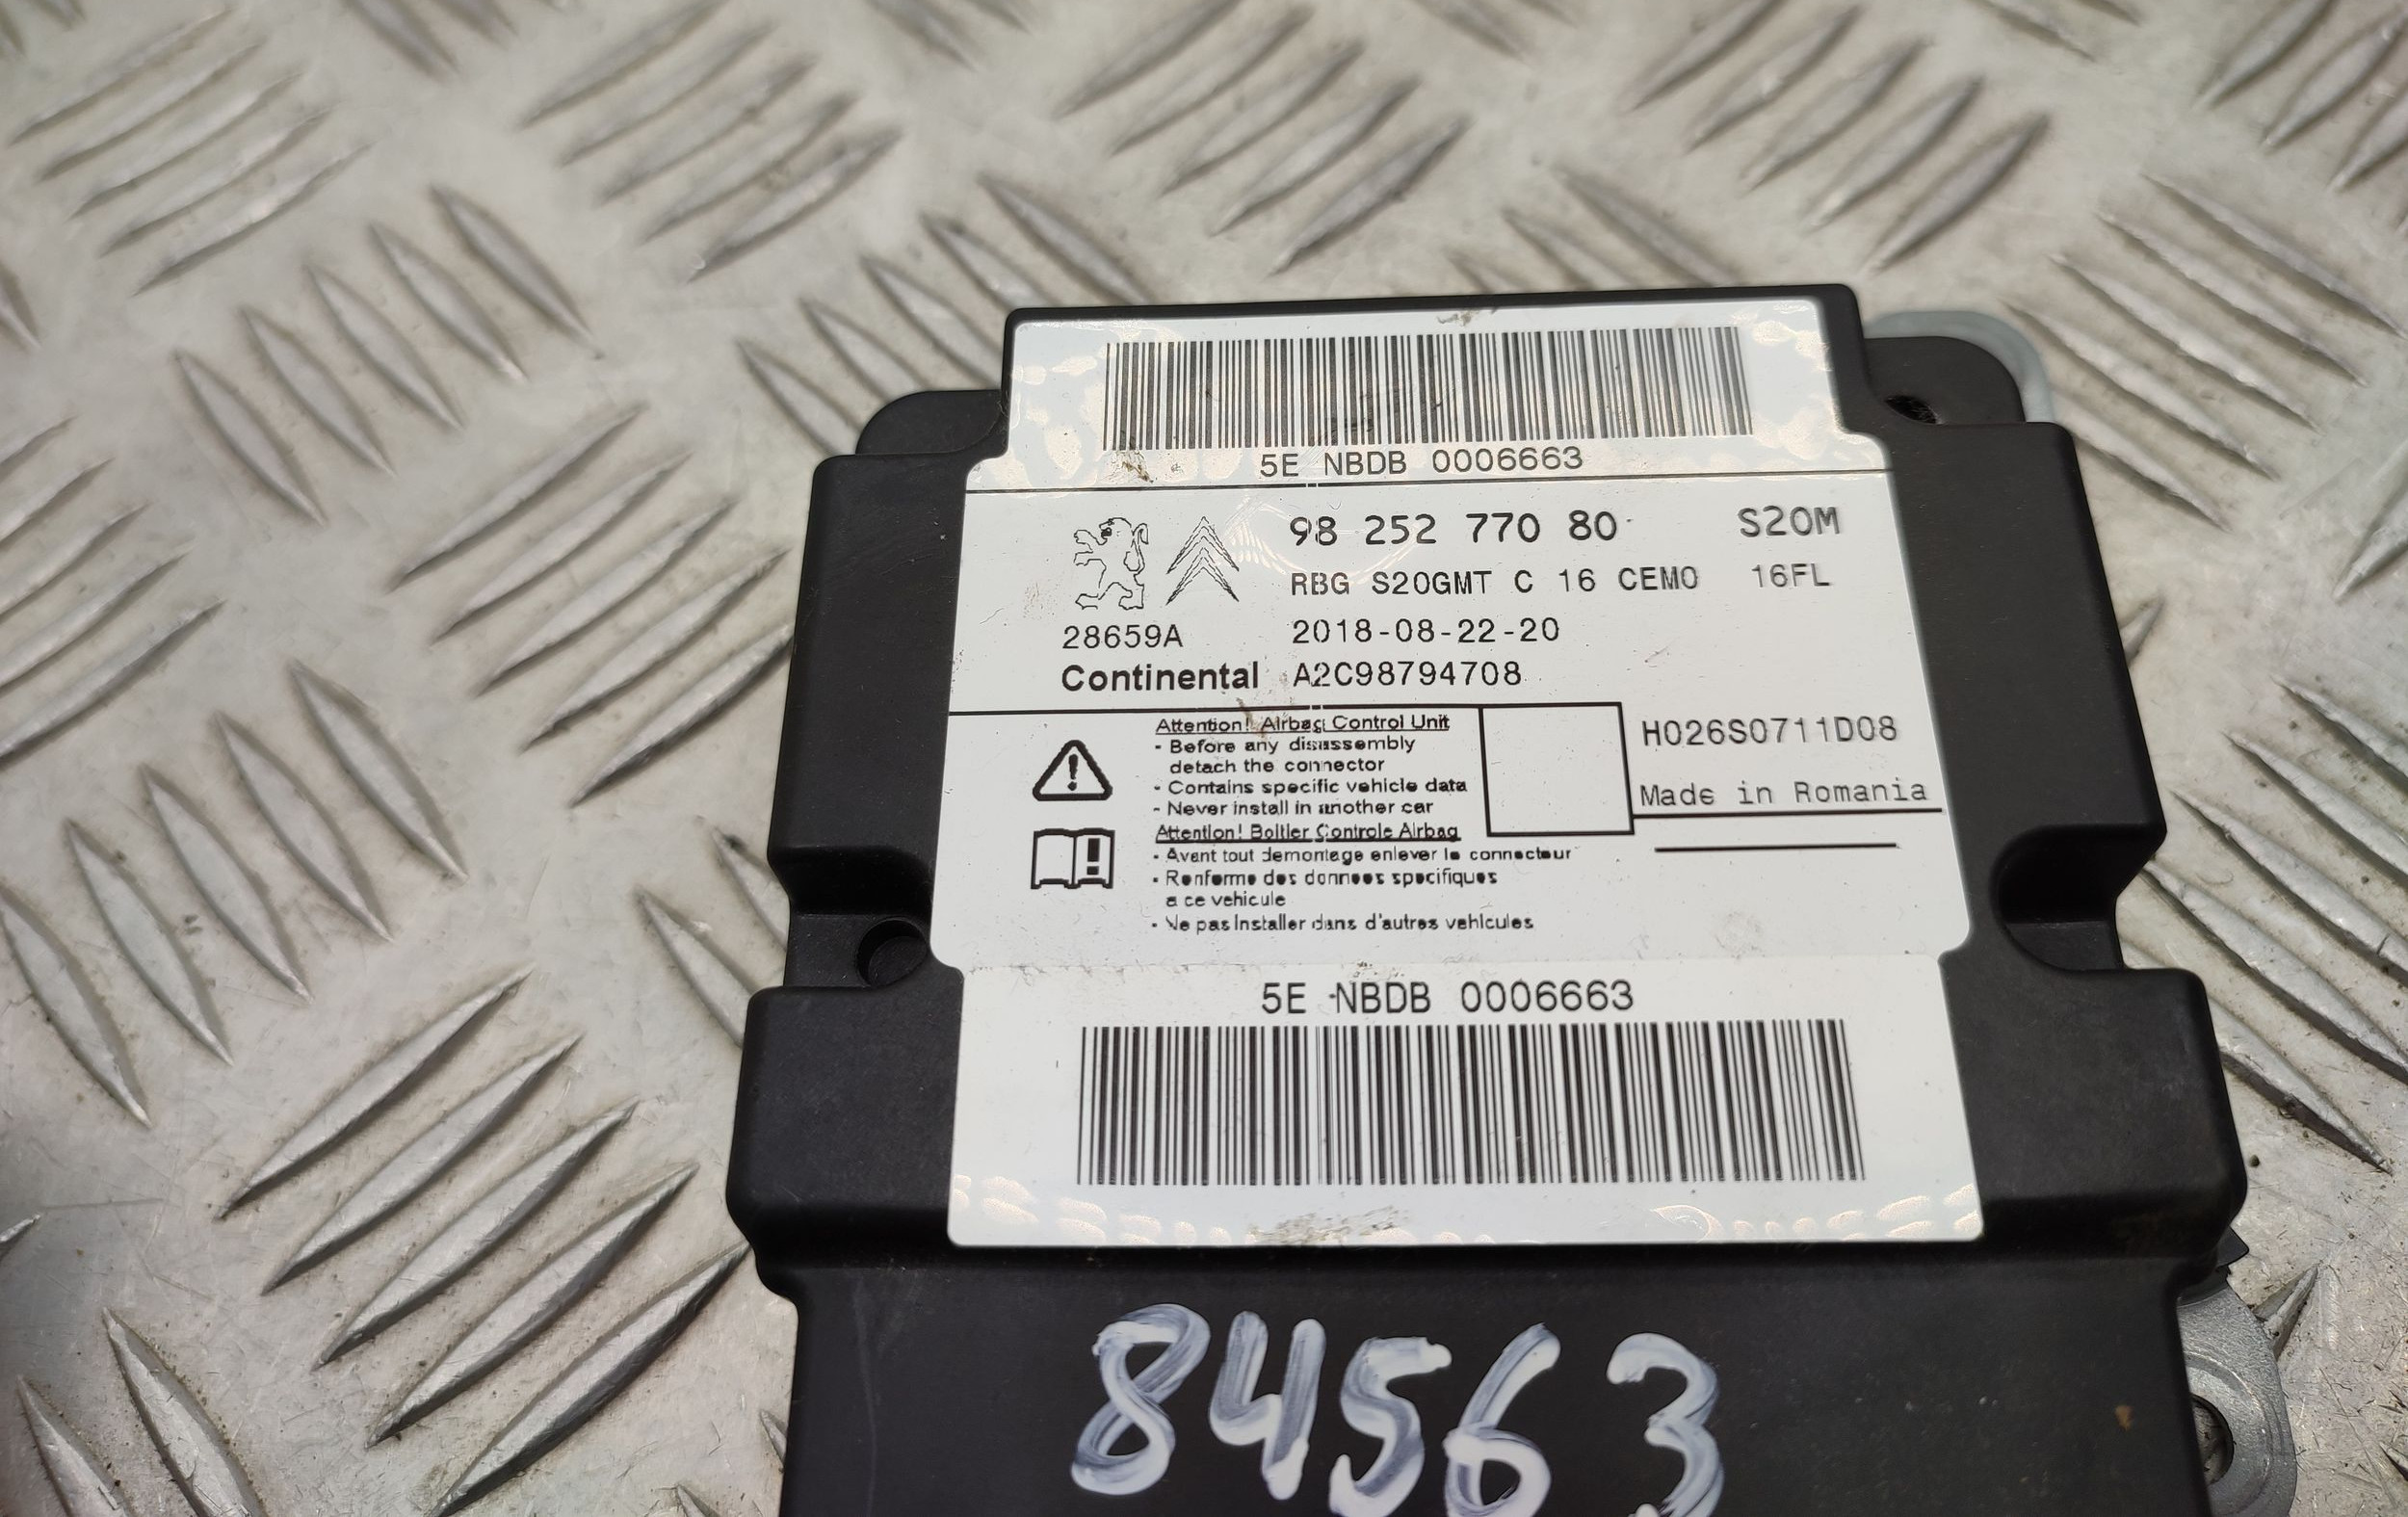 5E NBDB 0006663
98 252 770 80 S20M
RBG S20GMT C 16 CEMO 16FL
28659A 2018-08-22-20
Continental A2C98794708
Attention! Airbag Control Unit
- Before any disassembly
detach the connector
- Contains specific vehicle data
- Never install in another car
H026S0711D08
Made in Romania
Attention! Boitier Controle Airbag
- Avant tout demontage enlever le connecteur
- Renferme des donnees specifiques
a ce vehicule
- Ne pas installer dans d'autres vehicules
5E NBDB 0006663
84563